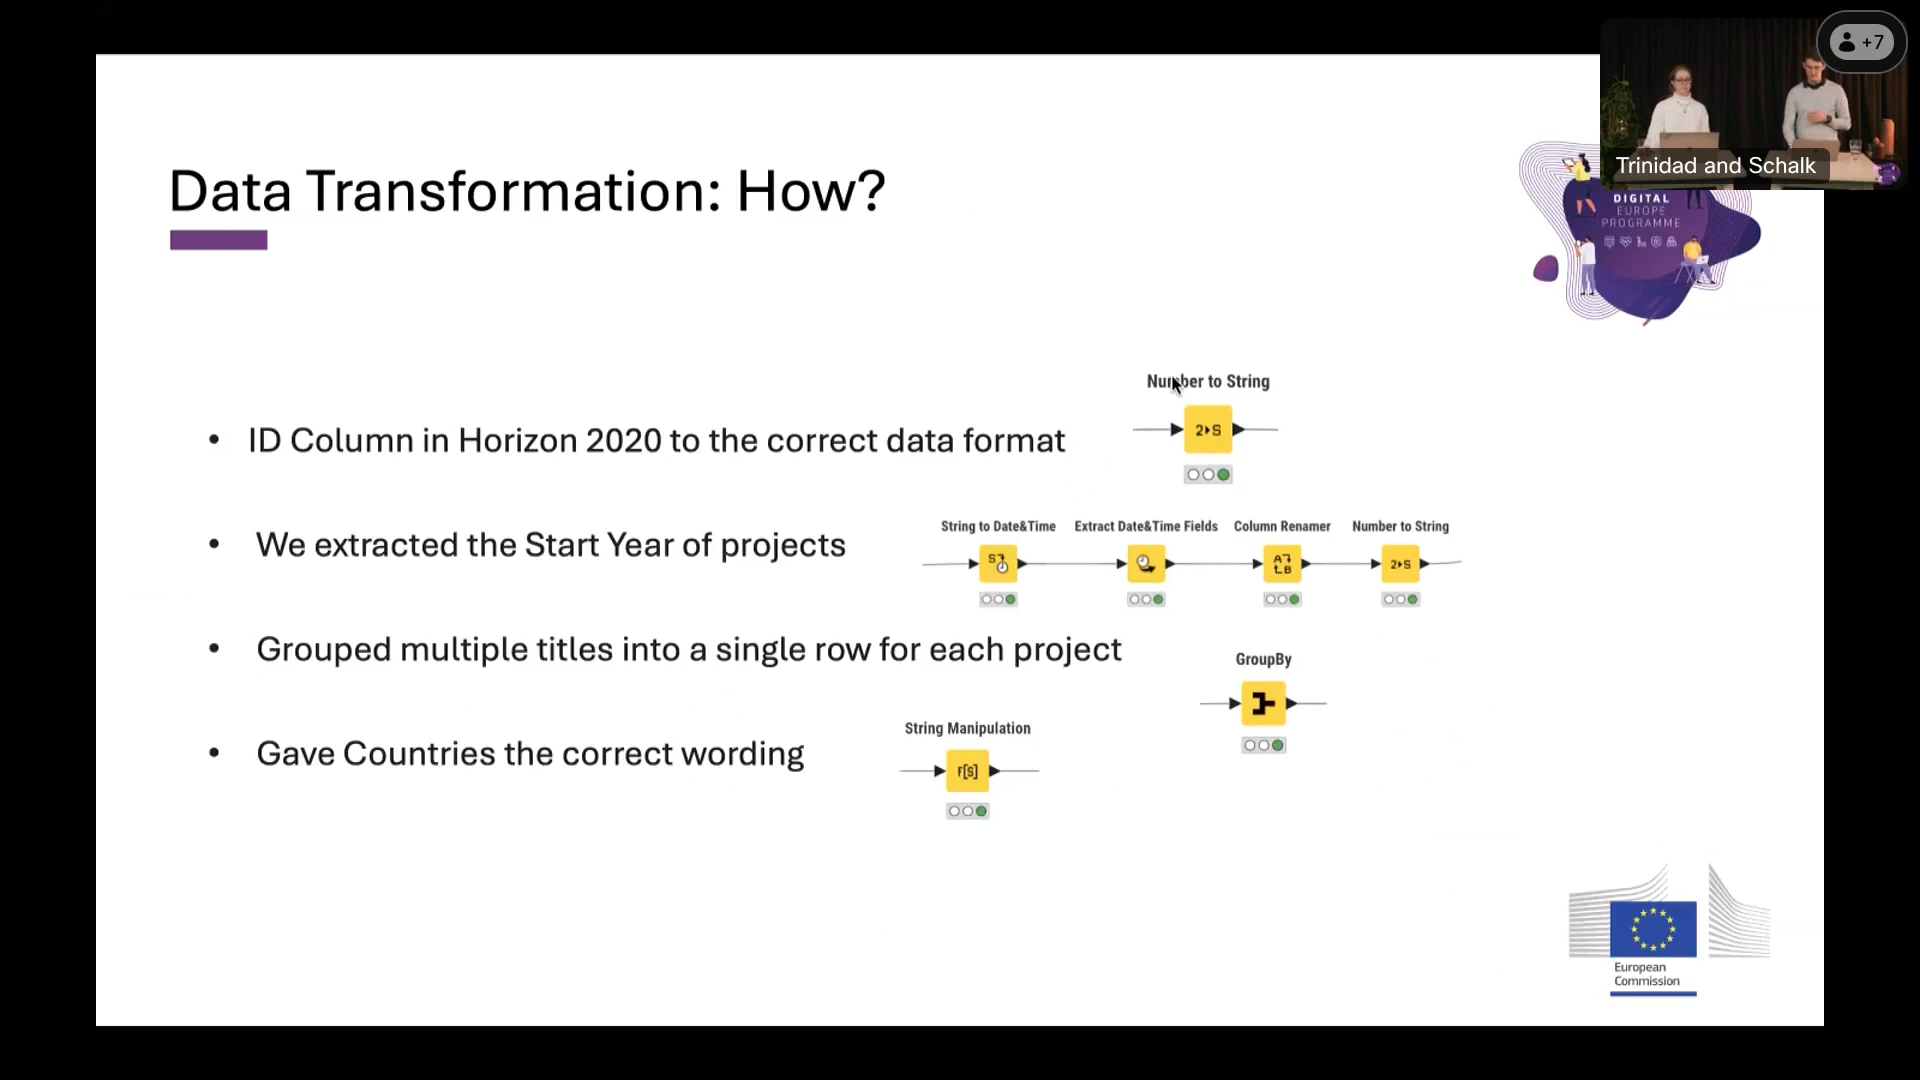 +7
Trinidad and Schalk
Data Transformation: How?
DIGITAL
EUROPE
PROGRAMME
Number to String
2▸S
• ID Column in Horizon 2020 to the correct data format
String to Date&Time Extract Date&Time Fields Column Renamer Number to String
• We extracted the Start Year of projects
S A B 2▸S
• Grouped multiple titles into a single row for each project
GroupBy
String Manipulation
• Gave Countries the correct wording
f[s]
European
Commission